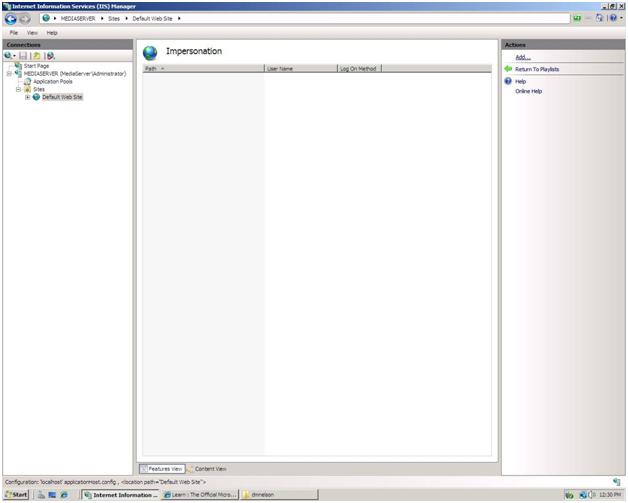 Internet Information Services (IIS) Manager
MEDIASERVER ▸ Sites ▸ Default Web Site ▸
File View Help
Connections
Start Page
MEDIASERVER (MediaServer\Administrator)
Application Pools
Sites
Default Web Site
Impersonation
Path User Name Log On Method
Actions
Add...
Return To Playlists
Help
Online Help
Features View Content View
Configuration: 'localhost' applicationHost.config , <location path="Default Web Site">
Start Internet Information ... Learn : The Official Micro... dmnelson 12:30 PM